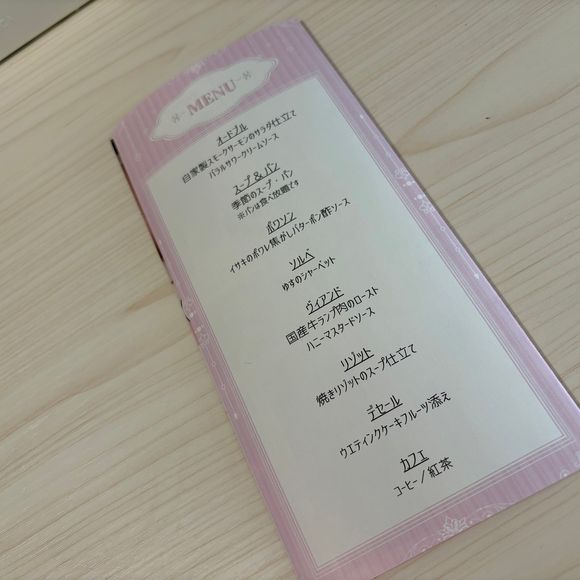 MENU
オードブル
自家製スモークサーモンのサラダ仕立て
パラルサワークリームソース
スープ & パン
季節のスープ・パン
※パンは食べ放題です
ポワソン
イサキのポワレ焦がしバターポン酢ソース
ソルベ
ゆずのシャーベット
ヴィアンド
国産牛ランプ肉のロースト
ハニーマスタードソース
リゾット
焼きリゾットのスープ仕立て
デセール
ウエディングケーキフルーツ添え
カフェ
コーヒー / 紅茶